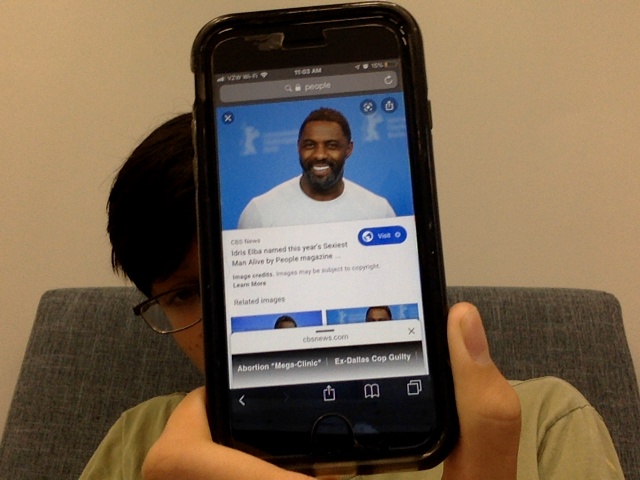 VZW Wi-Fi 11:03 AM 15%
people
CBS News
Visit
Idris Elba named this year's Sexiest
Man Alive by People magazine ...
Image credits. Images may be subject to copyright.
Learn More
Related images
cbsnews.com
Abortion "Mega-Clinic" | Ex-Dallas Cop Guilty |